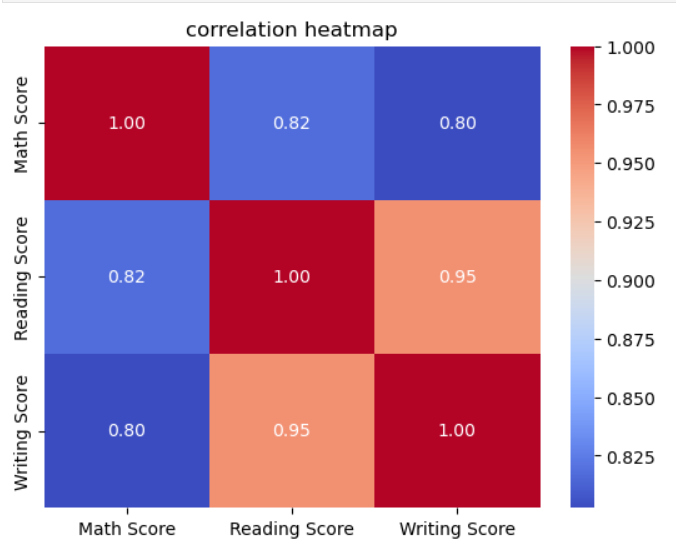 correlation heatmap
Math Score
1.00
0.82
0.80
Reading Score
0.82
1.00
0.95
Writing Score
0.80
0.95
1.00
Math Score
Reading Score
Writing Score
1.000
0.975
0.950
0.925
0.900
0.875
0.850
0.825